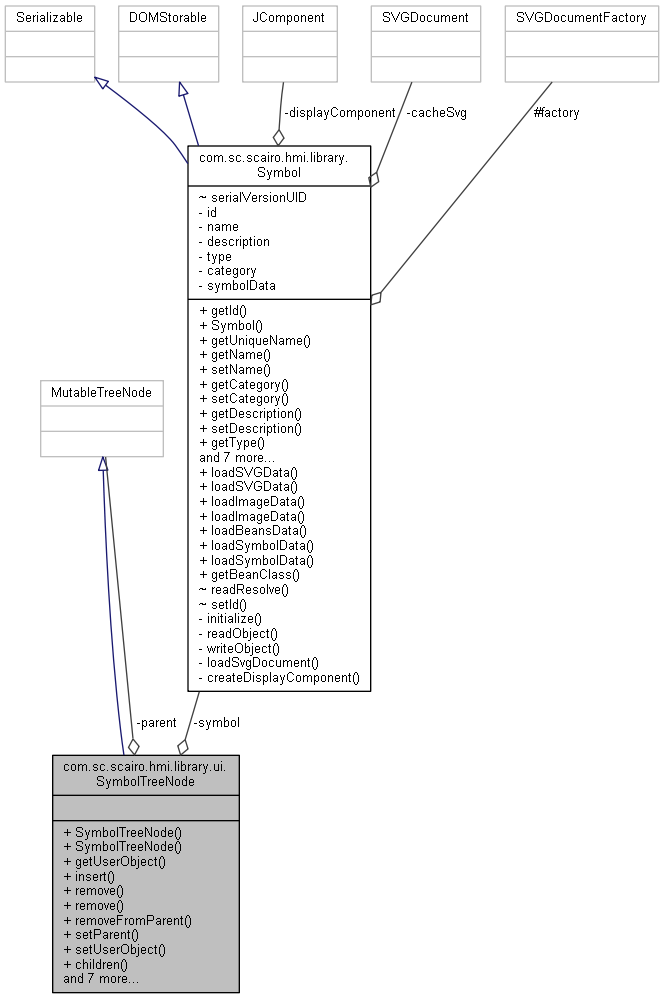 Serializable
DOMStorable
JComponent
SVGDocument
SVGDocumentFactory
-displayComponent
-cacheSvg
#factory
com.sc.scairo.hmi.library.
Symbol
~ serialVersionUID
- id
- name
- description
- type
- category
- symbolData
+ getId()
+ Symbol()
+ getUniqueName()
+ getName()
+ setName()
+ getCategory()
+ setCategory()
+ getDescription()
+ setDescription()
+ getType()
and 7 more...
+ loadSVGData()
+ loadSVGData()
+ loadImageData()
+ loadImageData()
+ loadBeansData()
+ loadSymbolData()
+ loadSymbolData()
+ getBeanClass()
~ readResolve()
~ setId()
- initialize()
- readObject()
- writeObject()
- loadSvgDocument()
- createDisplayComponent()
MutableTreeNode
-parent
-symbol
com.sc.scairo.hmi.library.ui.
SymbolTreeNode
+ SymbolTreeNode()
+ SymbolTreeNode()
+ getUserObject()
+ insert()
+ remove()
+ remove()
+ removeFromParent()
+ setParent()
+ setUserObject()
+ children()
and 7 more...